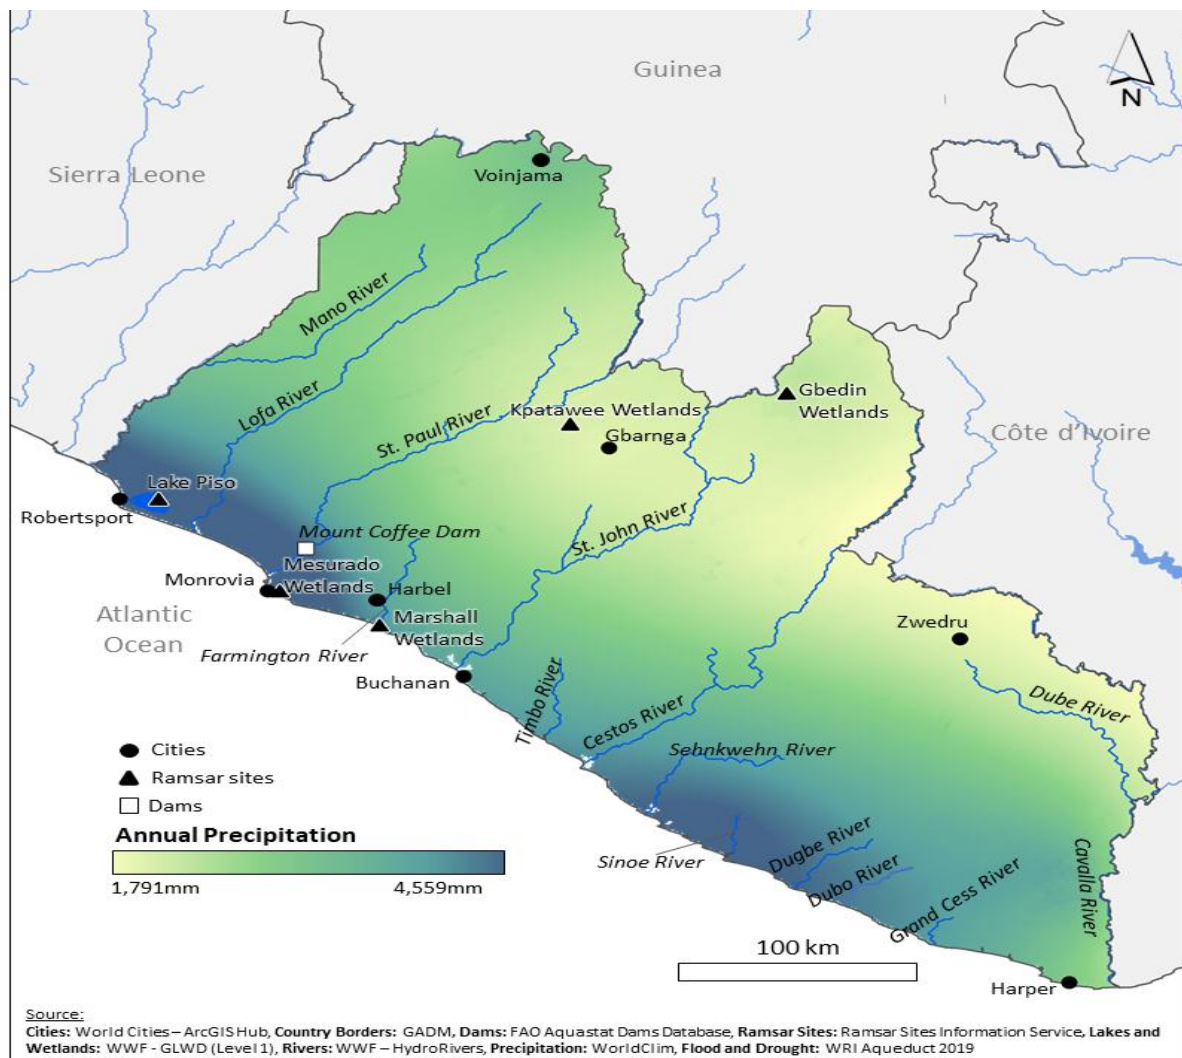 Guinea
N
Sierra Leone
Voinjama
Mano River
Lofa River
St. Paul River
Kpatawee Wetlands
Gbarnga
Gbedin
Wetlands
Côte d'Ivoire
Lake Piso
Robertsport
Mount Coffee Dam
St. John River
Mesurado
Wetlands
Monrovia
Harbel
Atlantic
Ocean
Marshall
Wetlands
Farmington River
Buchanan
Zwedru
Timbo River
Cestos River
Dube River
Sehnkwehn River
Cities
Ramsar sites
Dams
Annual Precipitation
1,791mm 4,559mm
Sinoe River
Dugbe River
Dubo River
Grand Cess River
Cavalla River
100 km
Harper
Source:
Cities: World Cities – ArcGIS Hub, Country Borders: GADM, Dams: FAO Aquastat Dams Database, Ramsar Sites: Ramsar Sites Information Service, Lakes and
Wetlands: WWF - GLWD (Level 1), Rivers: WWF – HydroRivers, Precipitation: WorldClim, Flood and Drought: WRI Aqueduct 2019